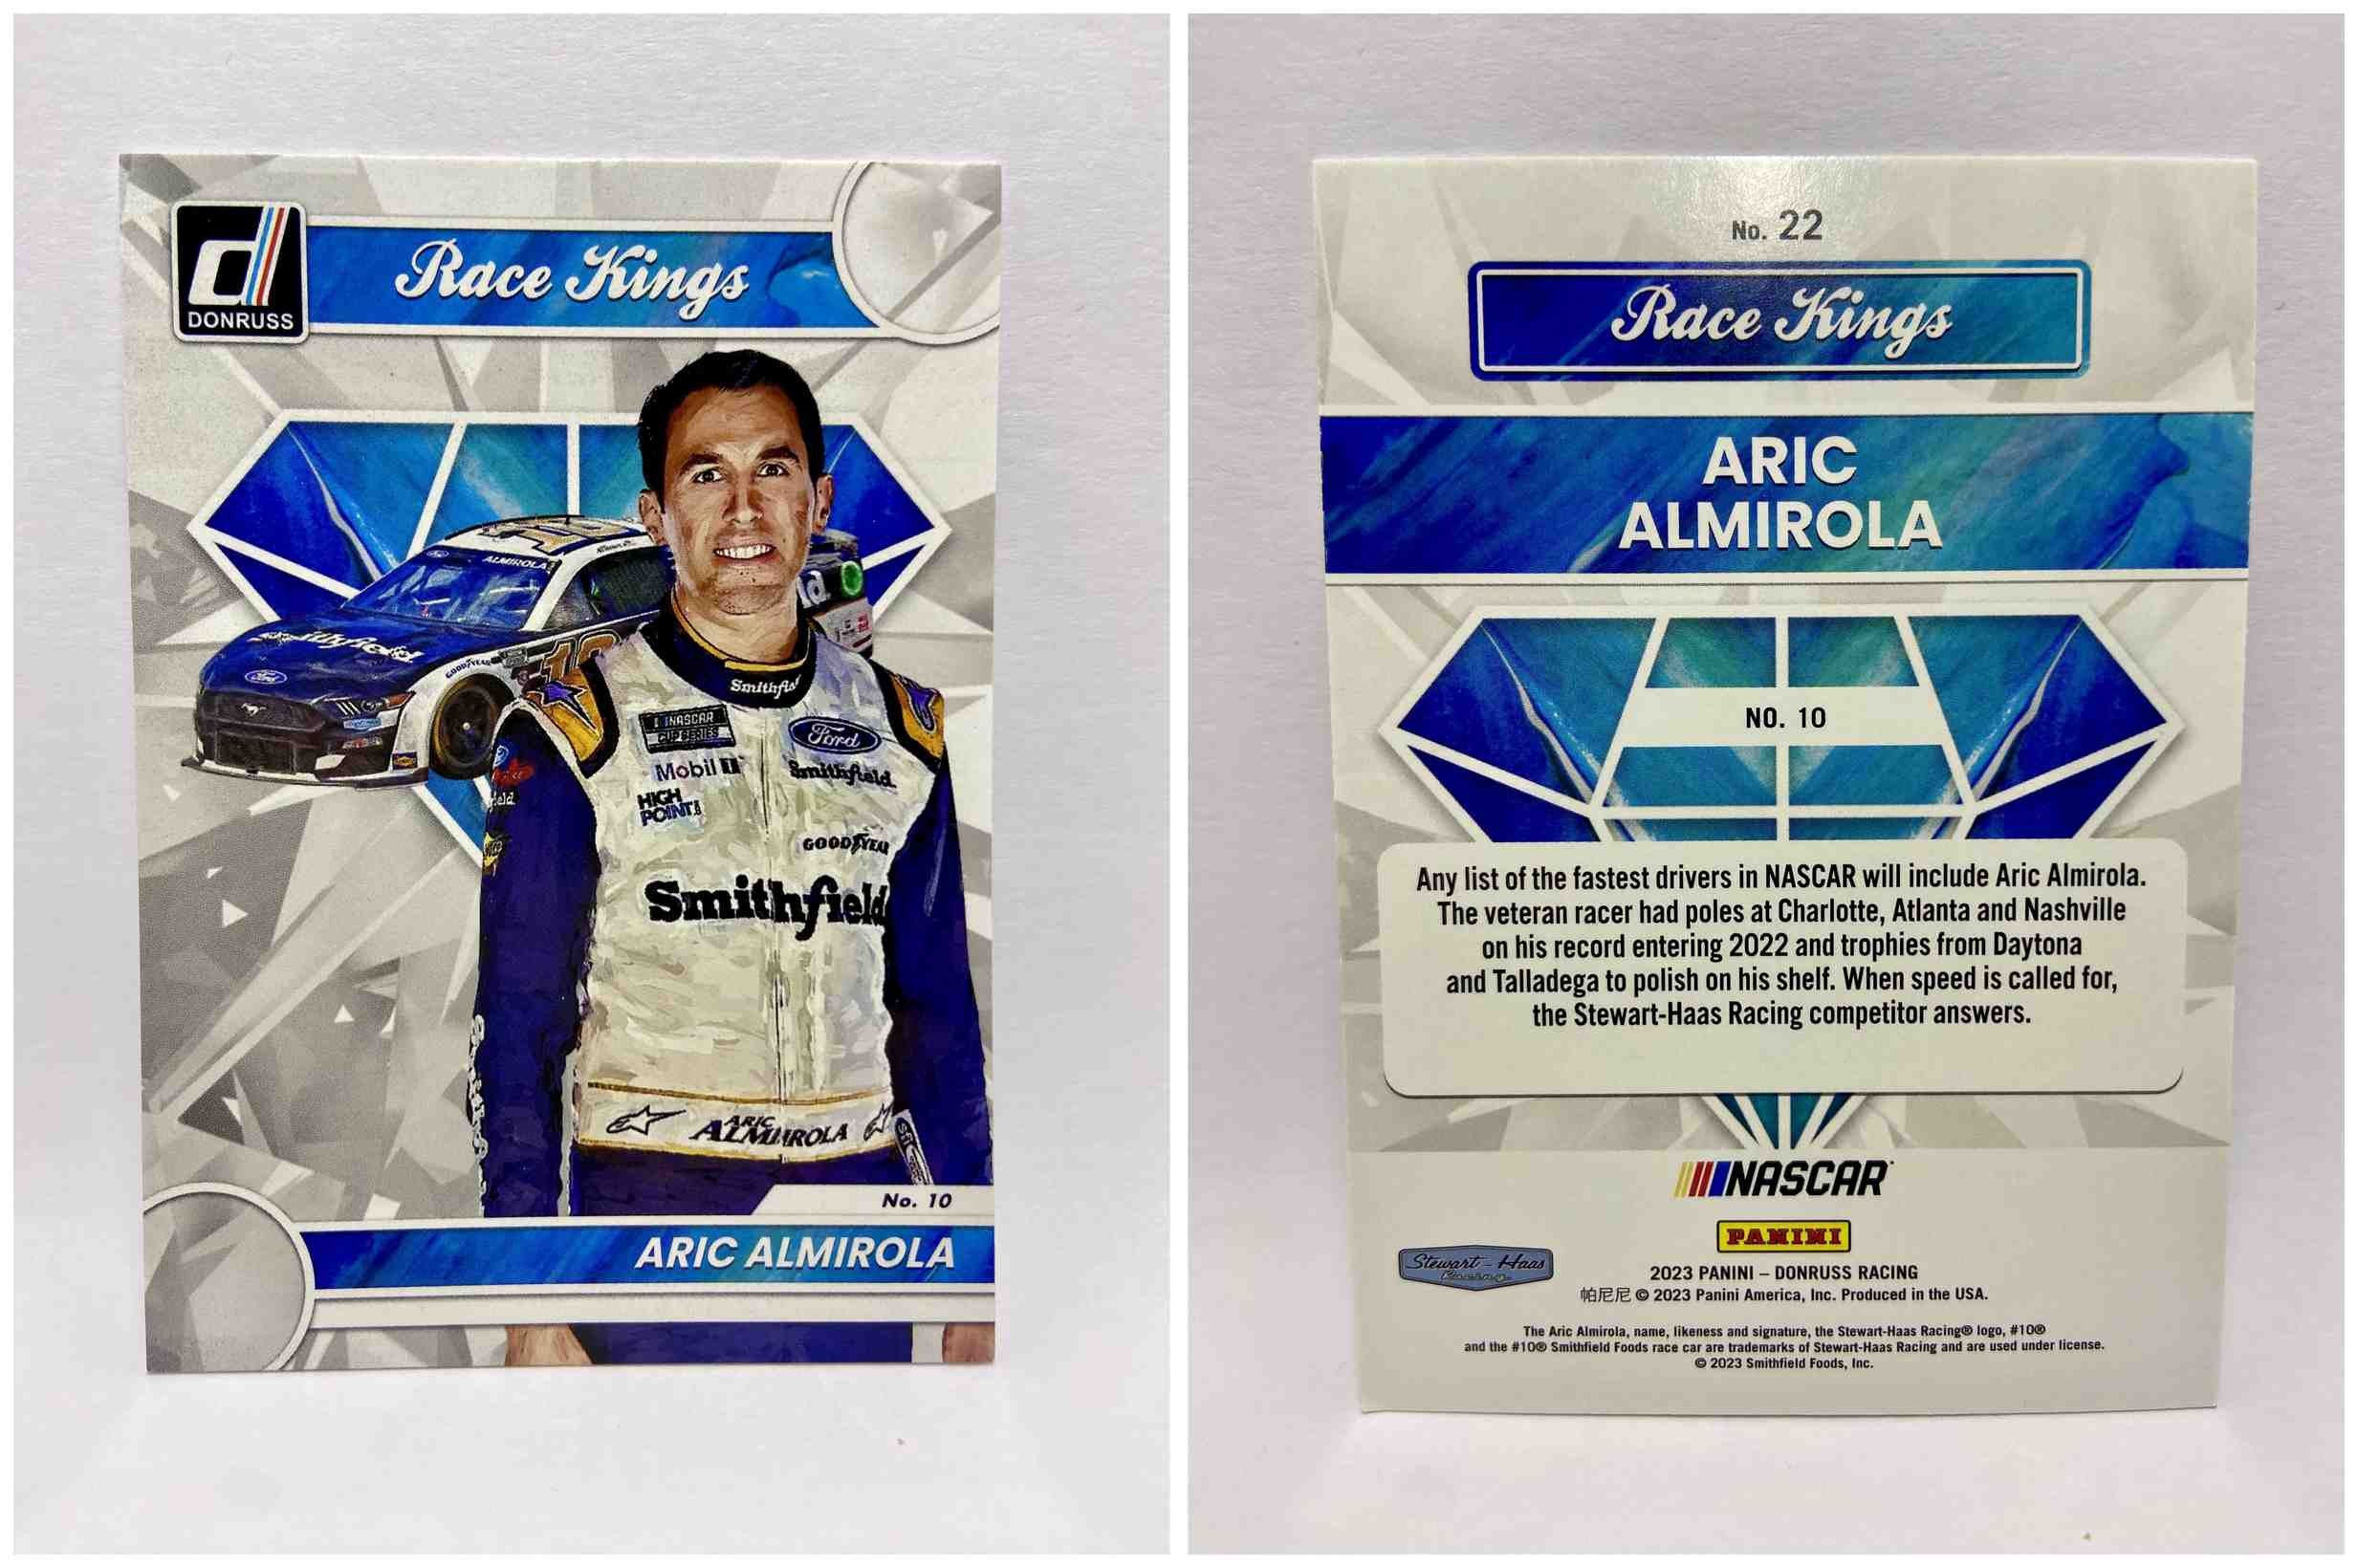 DONRUSS
Race Kings
ALMIROLA
Smithfield
Ford
GOODYEAR
10
Smithfiel
NASCAR
CUP SERIES
Ford
Mobil 1
Smithfield
HIGH
POINT
GOODYEAR
Smithfield
ARIC
ALMIROLA
No. 10
ARIC ALMIROLA
No. 22
Race Kings
ARIC
ALMIROLA
NO. 10
Any list of the fastest drivers in NASCAR will include Aric Almirola.
The veteran racer had poles at Charlotte, Atlanta and Nashville
on his record entering 2022 and trophies from Daytona
and Talladega to polish on his shelf. When speed is called for,
the Stewart-Haas Racing competitor answers.
NASCAR
PANINI
Stewart-Haas
Racing
2023 PANINI – DONRUSS RACING
帕尼尼 © 2023 Panini America, Inc. Produced in the USA.
The Aric Almirola, name, likeness and signature, the Stewart-Haas Racing® logo, #10®
and the #10® Smithfield Foods race car are trademarks of Stewart-Haas Racing and are used under license.
© 2023 Smithfield Foods, Inc.